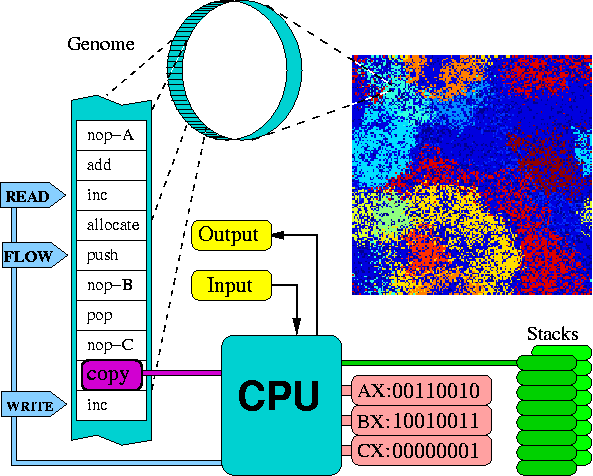 Genome
nop-A
add
READ
inc
allocate
Output
FLOW
push
Input
nop-B
pop
nop-C
Stacks
copy
CPU
AX:00110010
WRITE
inc
BX:10010011
CX:00000001